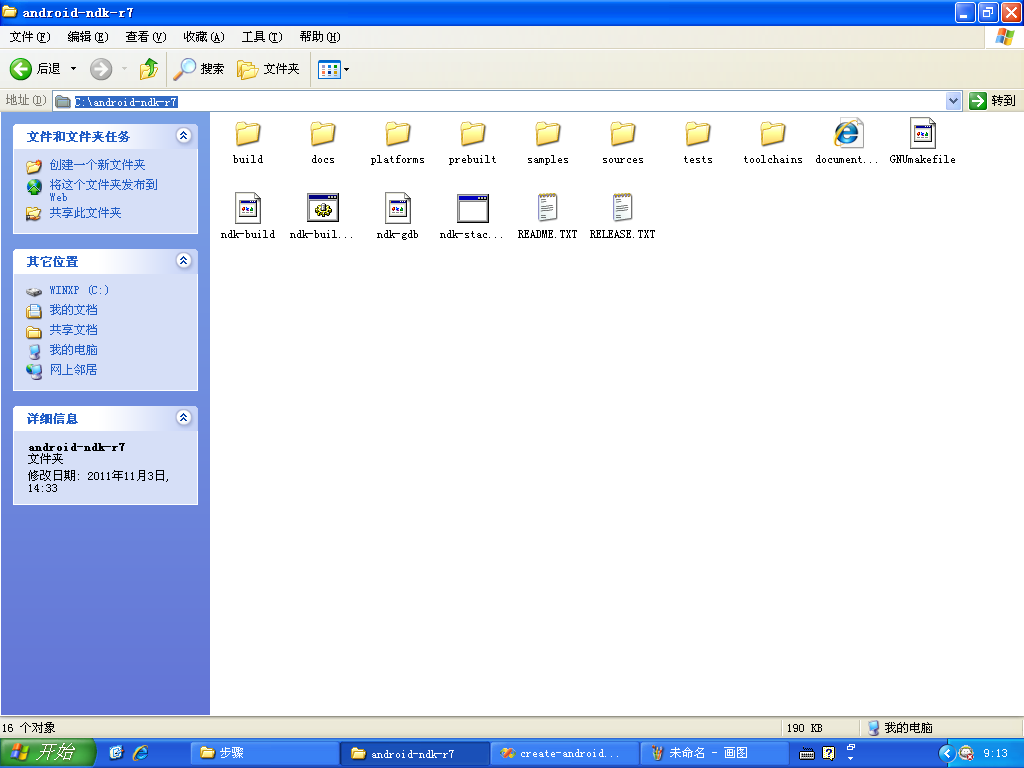 android-ndk-r7
文件(F) 编辑(E) 查看(V) 收藏(A) 工具(T) 帮助(H)
后退 搜索 文件夹
地址(D) C:\android-ndk-r7 转到
文件和文件夹任务
创建一个新文件夹
将这个文件夹发布到
Web
共享此文件夹
其它位置
WINXP (C:)
我的文档
共享文档
我的电脑
网上邻居
详细信息
android-ndk-r7
文件夹
修改日期: 2011年11月3日,
14:33
build docs platforms prebuilt samples sources tests toolchains document... GNUmakefile
ndk-build ndk-buil... ndk-gdb ndk-stac... README.TXT RELEASE.TXT
16 个对象 190 KB 我的电脑
开始 步骤 android-ndk-r7 create-android... 未命名 - 画图 9:13